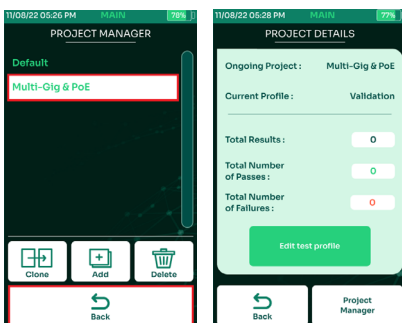 11/08/22 05:26 PM MAIN 78%
PROJECT MANAGER
Default
Multi-Gig & PoE
Clone Add Delete
Back
11/08/22 05:28 PM MAIN 77%
PROJECT DETAILS
Ongoing Project : Multi-Gig & PoE
Current Profile : Validation
Total Results : 0
Total Number
of Passes : 0
Total Number
of Failures : 0
Edit test profile
Back Project
Manager